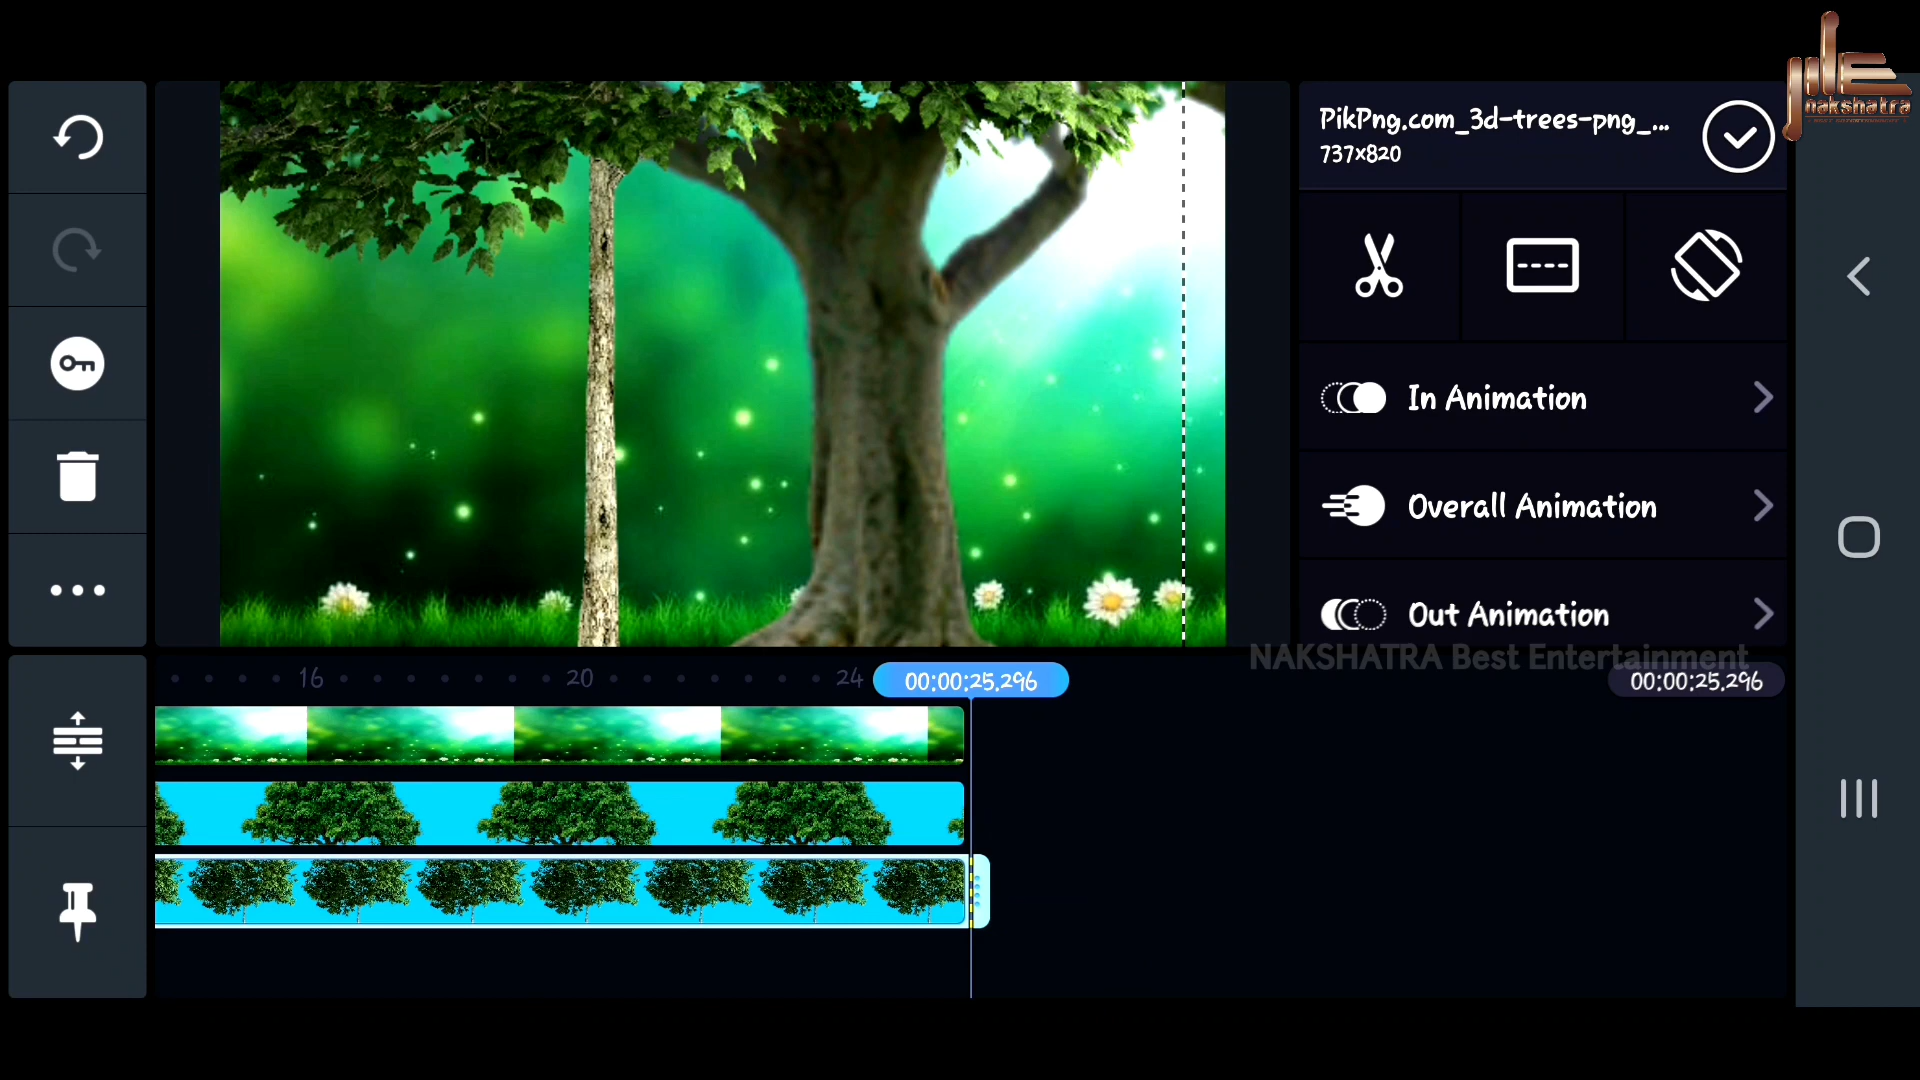 nakshatra
PikPng.com_3d-trees-png_...
737x820
In Animation
Overall Animation
Out Animation
NAKSHATRA Best Entertainment
16
20
24
00:00:25.296
00:00:25.296